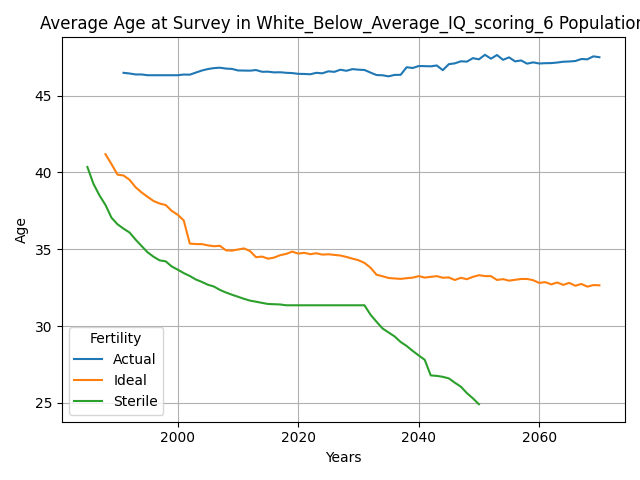 Average Age at Survey in White_Below_Average_IQ_scoring_6 Population
45
40
35
30
25
Age
Fertility
Actual
Ideal
Sterile
2000
2020
2040
2060
Years